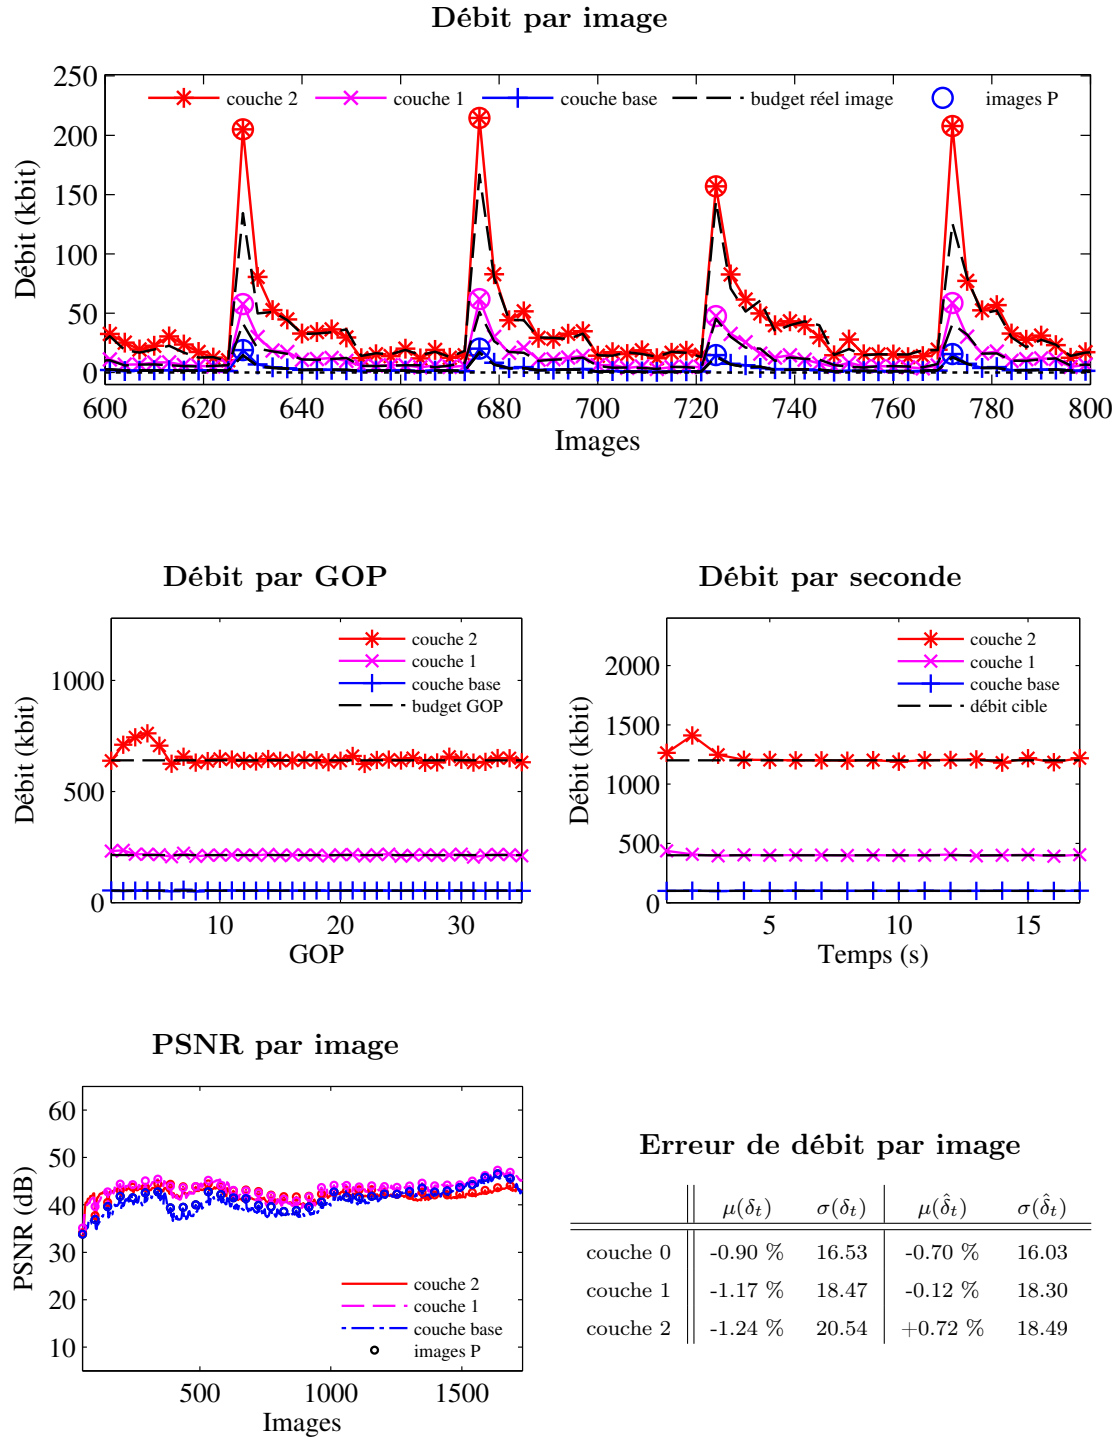 Débit par image
250
200
150
100
50
0
Débit (kbit)
couche 2
couche 1
couche base
budget réel image
images P
600 620 640 660 680 700 720 740 760 780 800
Images
Débit par GOP
1000
500
0
Débit (kbit)
couche 2
couche 1
couche base
budget GOP
10 20 30
GOP
Débit par seconde
2000
1500
1000
500
0
Débit (kbit)
couche 2
couche 1
couche base
débit cible
5 10 15
Temps (s)
PSNR par image
60
50
40
30
20
10
PSNR (dB)
couche 2
couche 1
couche base
images P
500 1000 1500
Images
Erreur de débit par image
μ(δt) σ(δt) μ(δ̂t) σ(δ̂t)
couche 0 -0.90 % 16.53 -0.70 % 16.03
couche 1 -1.17 % 18.47 -0.12 % 18.30
couche 2 -1.24 % 20.54 +0.72 % 18.49